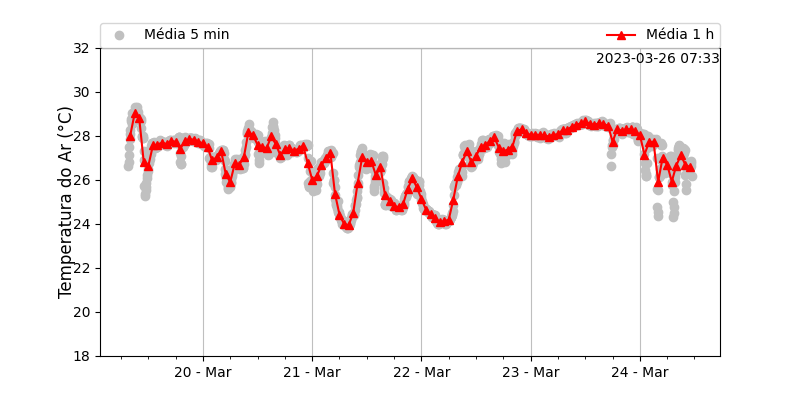 Média 5 min
Média 1 h
2023-03-26 07:33
Temperatura do Ar (°C)
32
30
28
26
24
22
20
18
20 - Mar
21 - Mar
22 - Mar
23 - Mar
24 - Mar